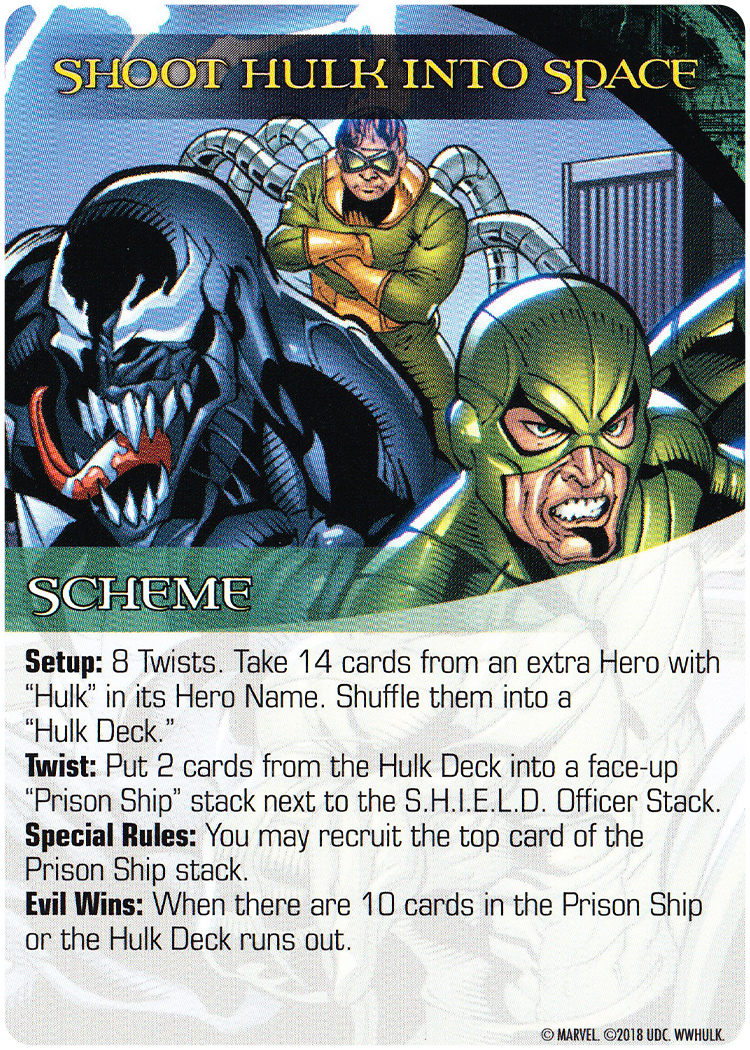 SHOOT HULK INTO SPACE
SCHEME
Setup: 8 Twists. Take 14 cards from an extra Hero with
“Hulk” in its Hero Name. Shuffle them into a
“Hulk Deck.”
Twist: Put 2 cards from the Hulk Deck into a face-up
“Prison Ship” stack next to the S.H.I.E.L.D. Officer Stack.
Special Rules: You may recruit the top card of the
Prison Ship stack.
Evil Wins: When there are 10 cards in the Prison Ship
or the Hulk Deck runs out.
© MARVEL. ©2018 UDC. WWHULK.